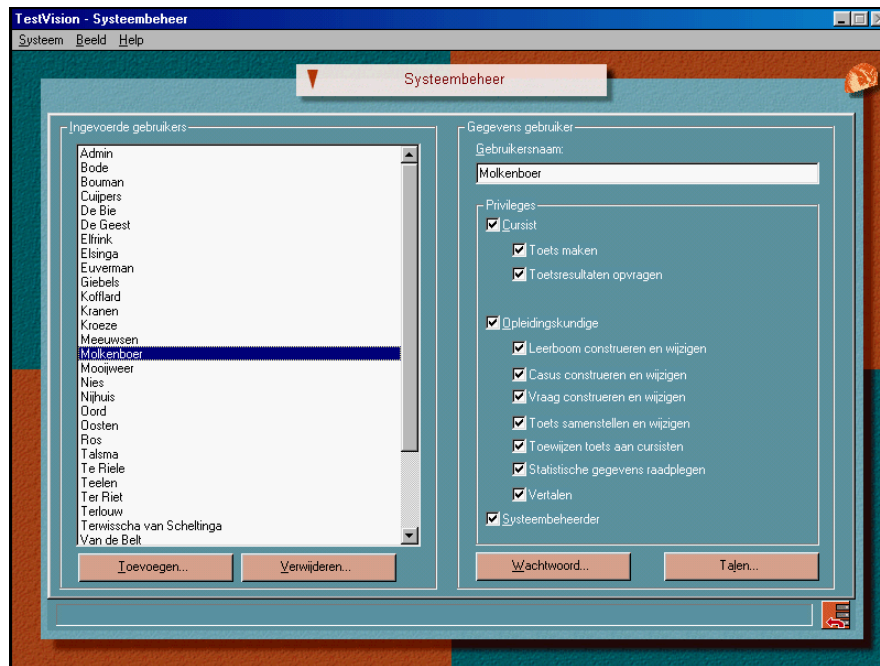 TestVision - Systeembeheer
Systeem Beeld Help
Systeembeheer
Ingevoerde gebruikers
Admin
Bode
Bouman
Cuijpers
De Bie
De Geest
Elfrink
Elsinga
Euverman
Giebels
Kofflard
Kranen
Kroeze
Meeuwsen
Molkenboer
Mooijweer
Nies
Nijhuis
Oord
Oosten
Ros
Talsma
Te Riele
Teelen
Ter Riet
Terlouw
Terwisscha van Scheltinga
Van de Belt
Toevoegen... Verwijderen...
Gegevens gebruiker
Gebruikersnaam:
Molkenboer
Privileges
Cursist
Toets maken
Toetsresultaten opvragen
Opleidingskundige
Leerboom construeren en wijzigen
Casus construeren en wijzigen
Vraag construeren en wijzigen
Toets samenstellen en wijzigen
Toewijzen toets aan cursisten
Statistische gegevens raadplegen
Vertalen
Systeembeheerder
Wachtwoord... Talen...